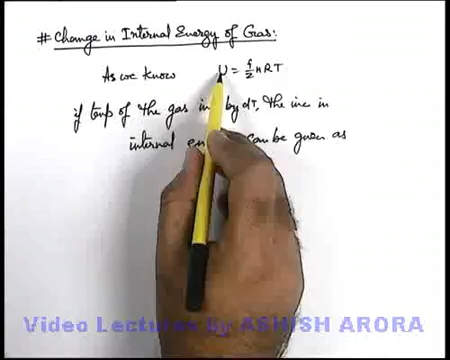 # Change in Internal Energy of Gas:
As we know U = f/2 n R T
if temp of the gas in by dT, The inc in
internal en can be given as
Video Lectures by ASHISH ARORA